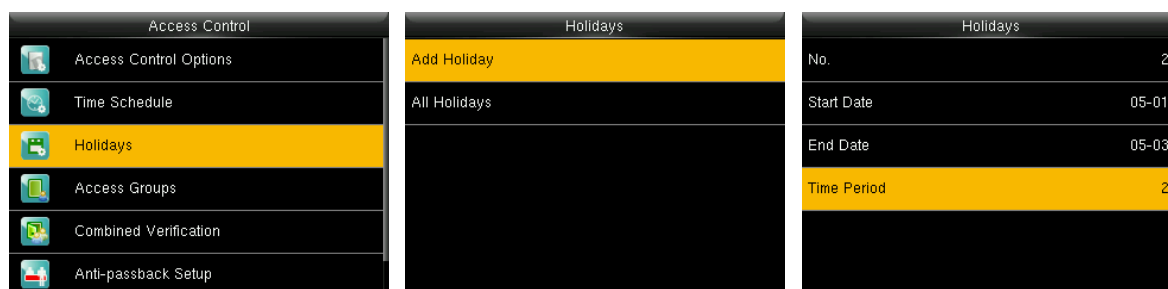 Access Control
Access Control Options
Time Schedule
Holidays
Access Groups
Combined Verification
Anti-passback Setup
Holidays
Add Holiday
All Holidays
Holidays
No. 2
Start Date 05-01
End Date 05-03
Time Period 2